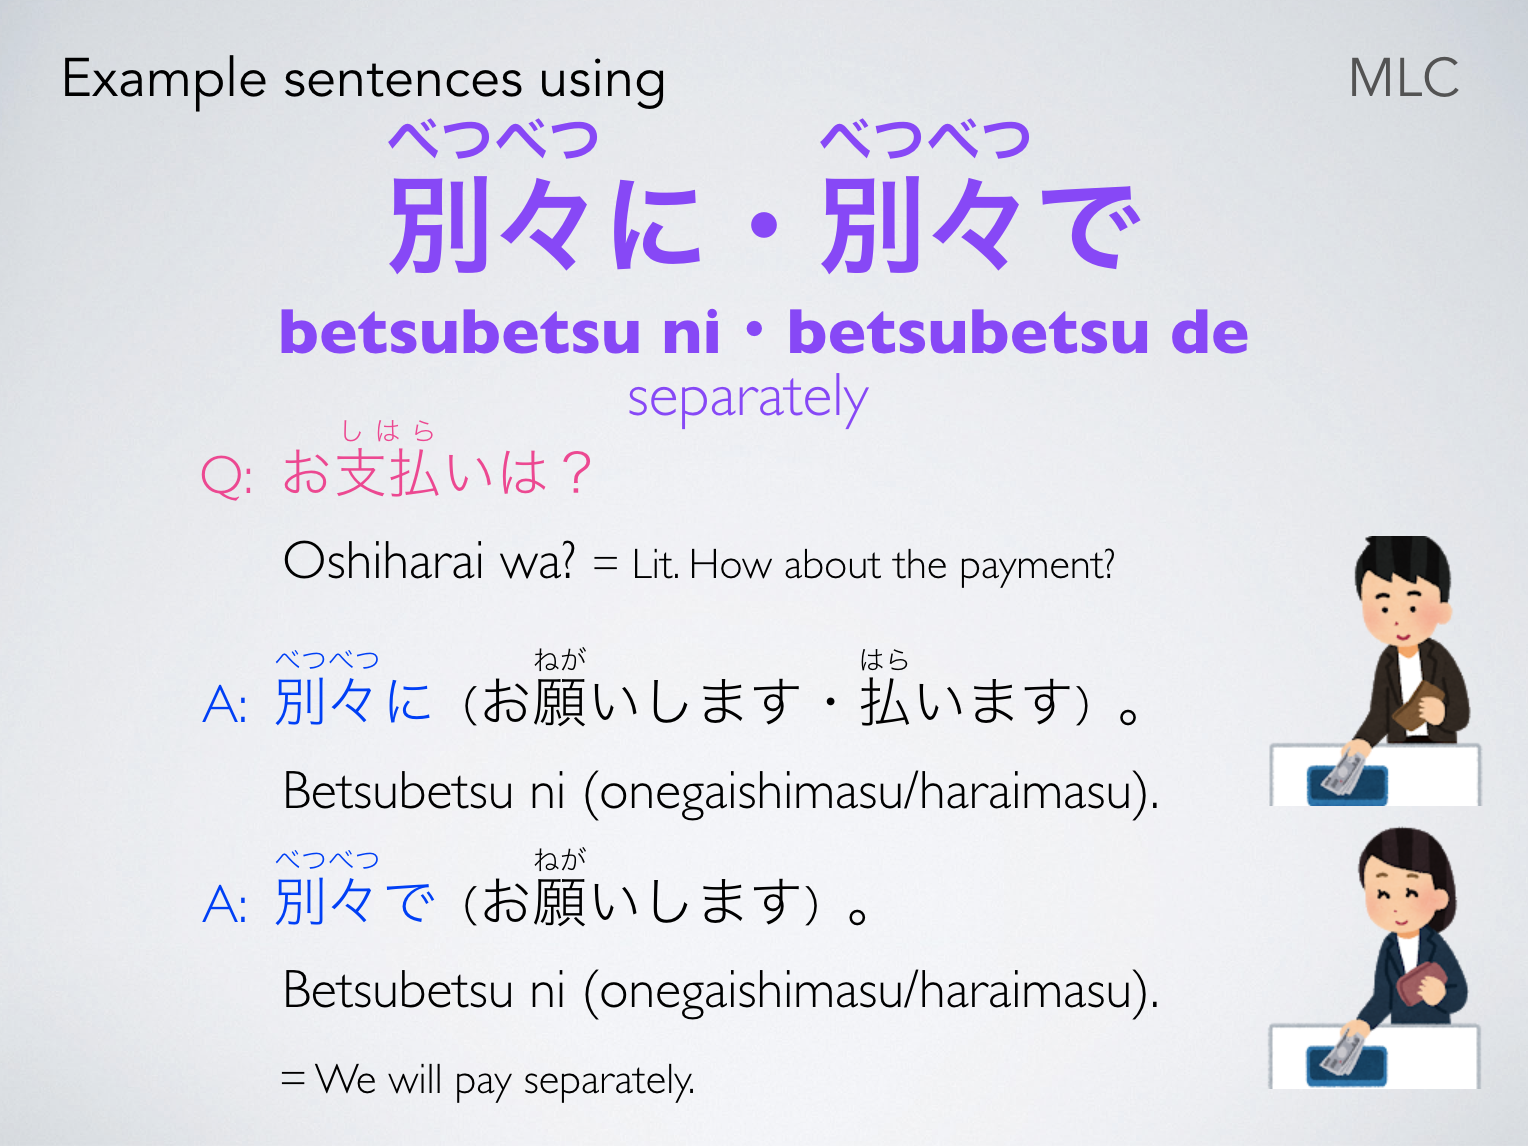 Example sentences using
MLC
べつべつ べつべつ
別々に・別々で
betsubetsu ni・betsubetsu de
separately
しはら
Q: お支払いは？
Oshiharai wa? = Lit. How about the payment?
べつべつ ねが はら
A: 別々に（お願いします・払います）。
Betsubetsu ni (onegaishimasu/haraimasu).
べつべつ ねが
A: 別々で（お願いします）。
Betsubetsu ni (onegaishimasu/haraimasu).
= We will pay separately.